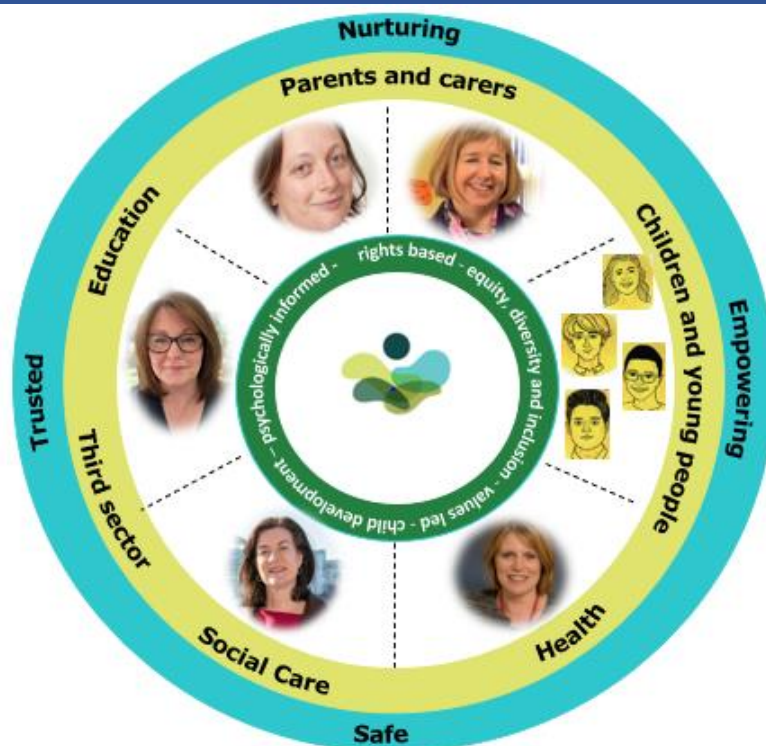 Nurturing
Empowering
Safe
Trusted
Parents and carers
Children and young people
Health
Social Care
Third sector
Education
rights based - equity, diversity and inclusion - values led - child development – psychologically informed -